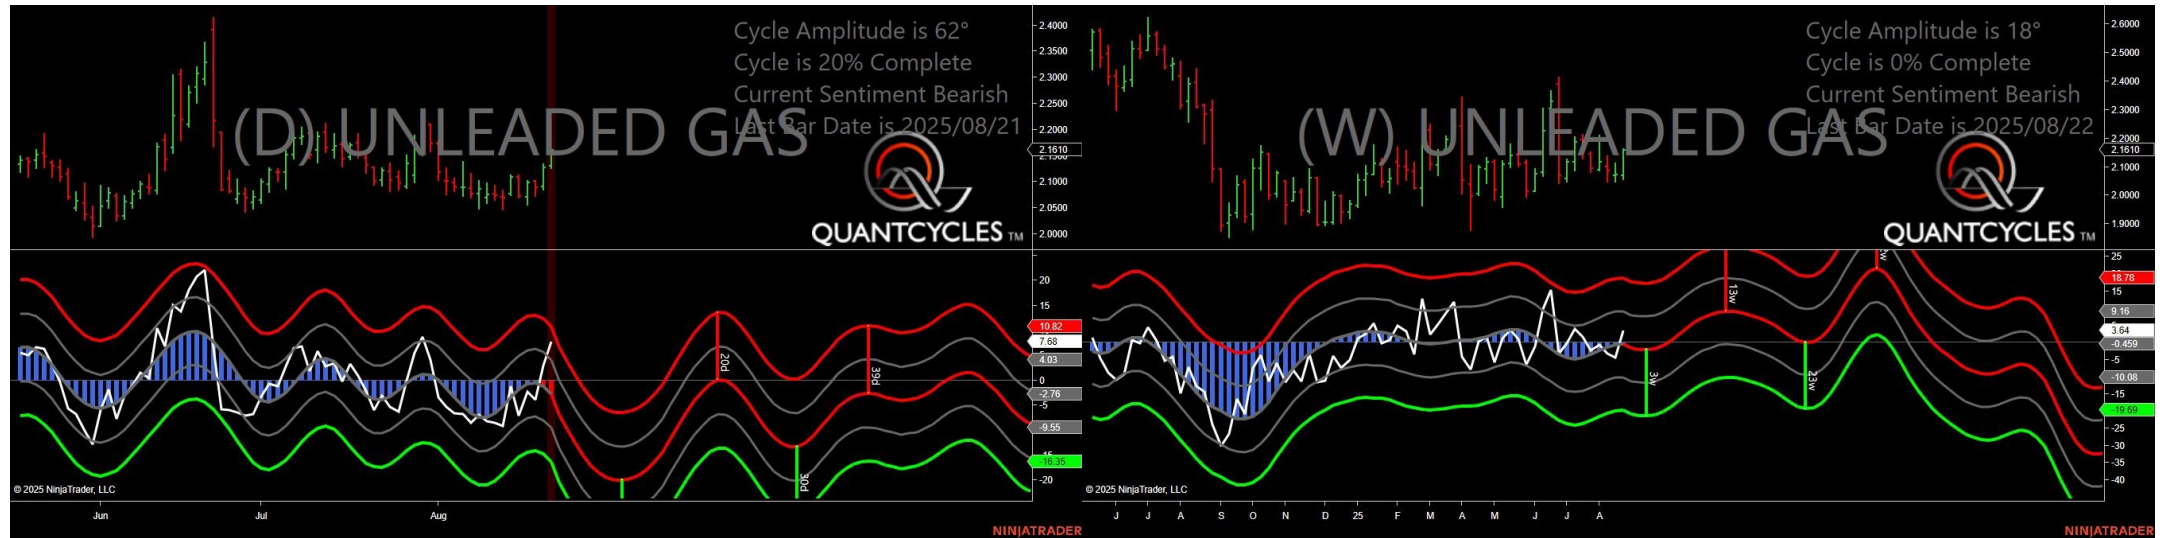 Cycle Amplitude is 62°
Cycle is 20% Complete
Current Sentiment Bearish
Last Bar Date is 2025/08/21
(D) UNLEADED GAS
QUANTCYCLES TM
2.4000
2.3500
2.3000
2.2500
2.2000
2.1610
2.1500
2.1000
2.0500
2.0000
20
15
10.82
7.68
4.03
0
-2.76
-5
-9.55
-16.35
-20
20d
39d
30d
© 2025 NinjaTrader, LLC
Jun
Jul
Aug
NINJATRADER
Cycle Amplitude is 18°
Cycle is 0% Complete
Current Sentiment Bearish
Last Bar Date is 2025/08/22
(W) UNLEADED GAS
QUANTCYCLES TM
2.6000
2.5000
2.4000
2.3000
2.2000
2.1610
2.1000
2.0000
1.9000
25
18.78
15
9.16
3.64
-0.459
-5
-10.08
-15
-19.69
-25
-30
-35
-40
13w
3w
23w
© 2025 NinjaTrader, LLC
J J A S O N D 25 F M A M J J A
NINJATRADER